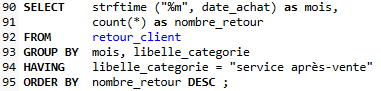 90 SELECT strftime ("%m", date_achat) as mois,
91 count(*) as nombre_retour
92 FROM retour_client
93 GROUP BY mois, libelle_categorie
94 HAVING libelle_categorie = "service après-vente"
95 ORDER BY nombre_retour DESC ;